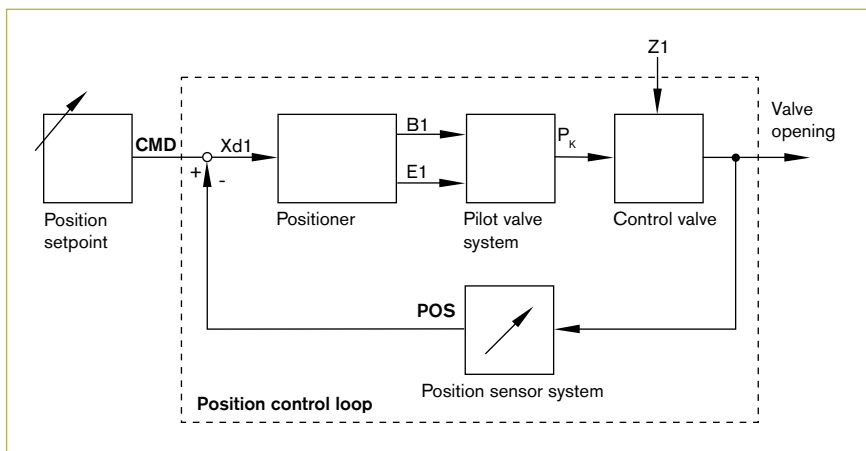 Z1
Valve
opening
CMD
Xd1
B1
E1
PK
+
-
Position
setpoint
Positioner
Pilot valve
system
Control valve
POS
Position sensor system
Position control loop